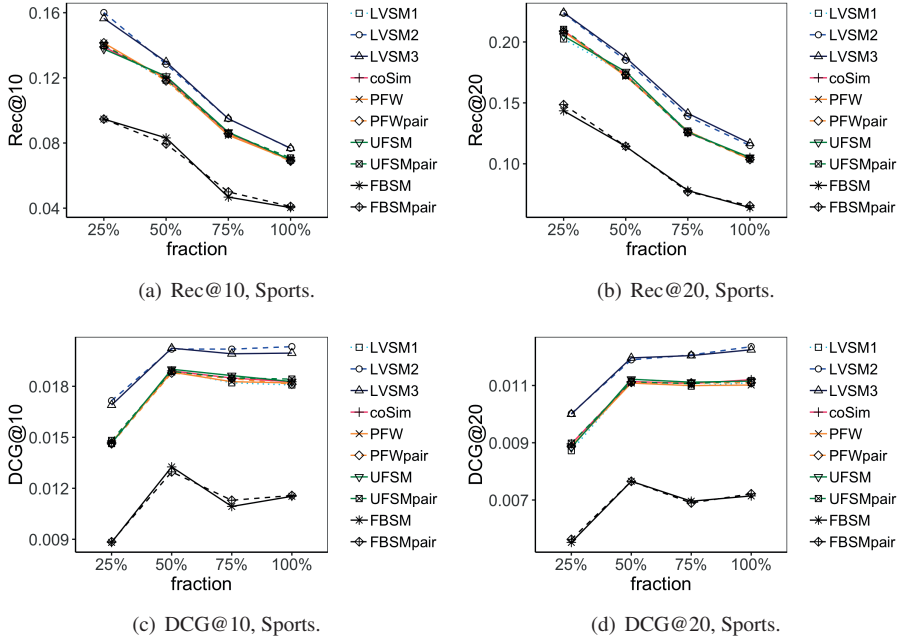 Rec@10
0.16
0.12
0.08
0.04
25% 50% 75% 100%
fraction
LVSM1
LVSM2
LVSM3
coSim
PFW
PFWpair
UFSM
UFSMpair
FBSM
FBSMpair
(a) Rec@10, Sports.
Rec@20
0.20
0.15
0.10
25% 50% 75% 100%
fraction
LVSM1
LVSM2
LVSM3
coSim
PFW
PFWpair
UFSM
UFSMpair
FBSM
FBSMpair
(b) Rec@20, Sports.
DCG@10
0.018
0.015
0.012
0.009
25% 50% 75% 100%
fraction
LVSM1
LVSM2
LVSM3
coSim
PFW
PFWpair
UFSM
UFSMpair
FBSM
FBSMpair
(c) DCG@10, Sports.
DCG@20
0.011
0.009
0.007
25% 50% 75% 100%
fraction
LVSM1
LVSM2
LVSM3
coSim
PFW
PFWpair
UFSM
UFSMpair
FBSM
FBSMpair
(d) DCG@20, Sports.